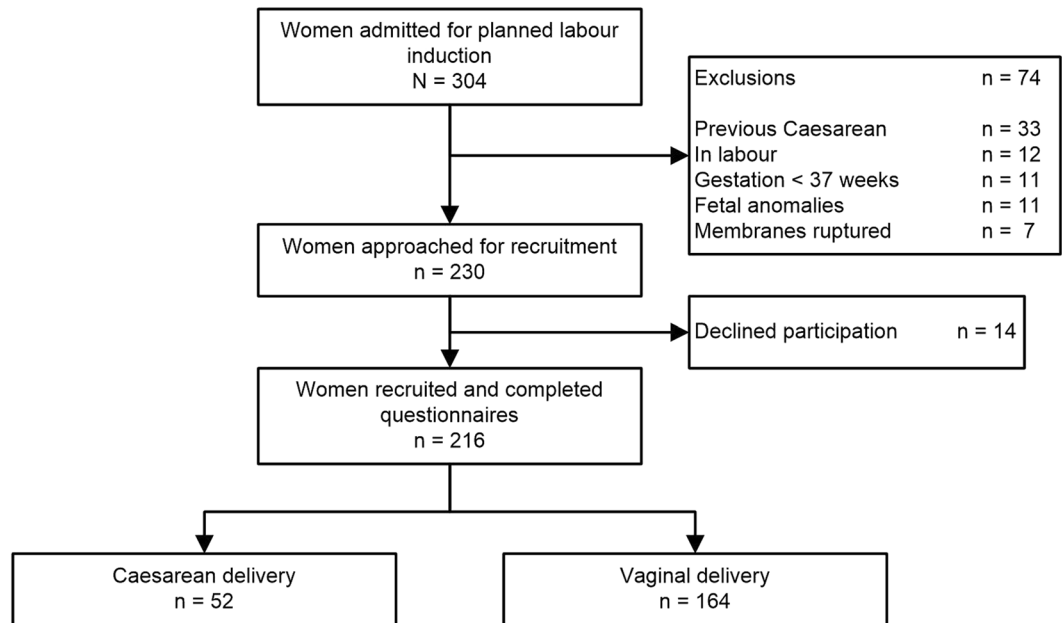 Women admitted for planned labour
induction
N = 304
Exclusions n = 74
Previous Caesarean n = 33
In labour n = 12
Gestation < 37 weeks n = 11
Fetal anomalies n = 11
Membranes ruptured n = 7
Women approached for recruitment
n = 230
Declined participation n = 14
Women recruited and completed
questionnaires
n = 216
Caesarean delivery
n = 52
Vaginal delivery
n = 164